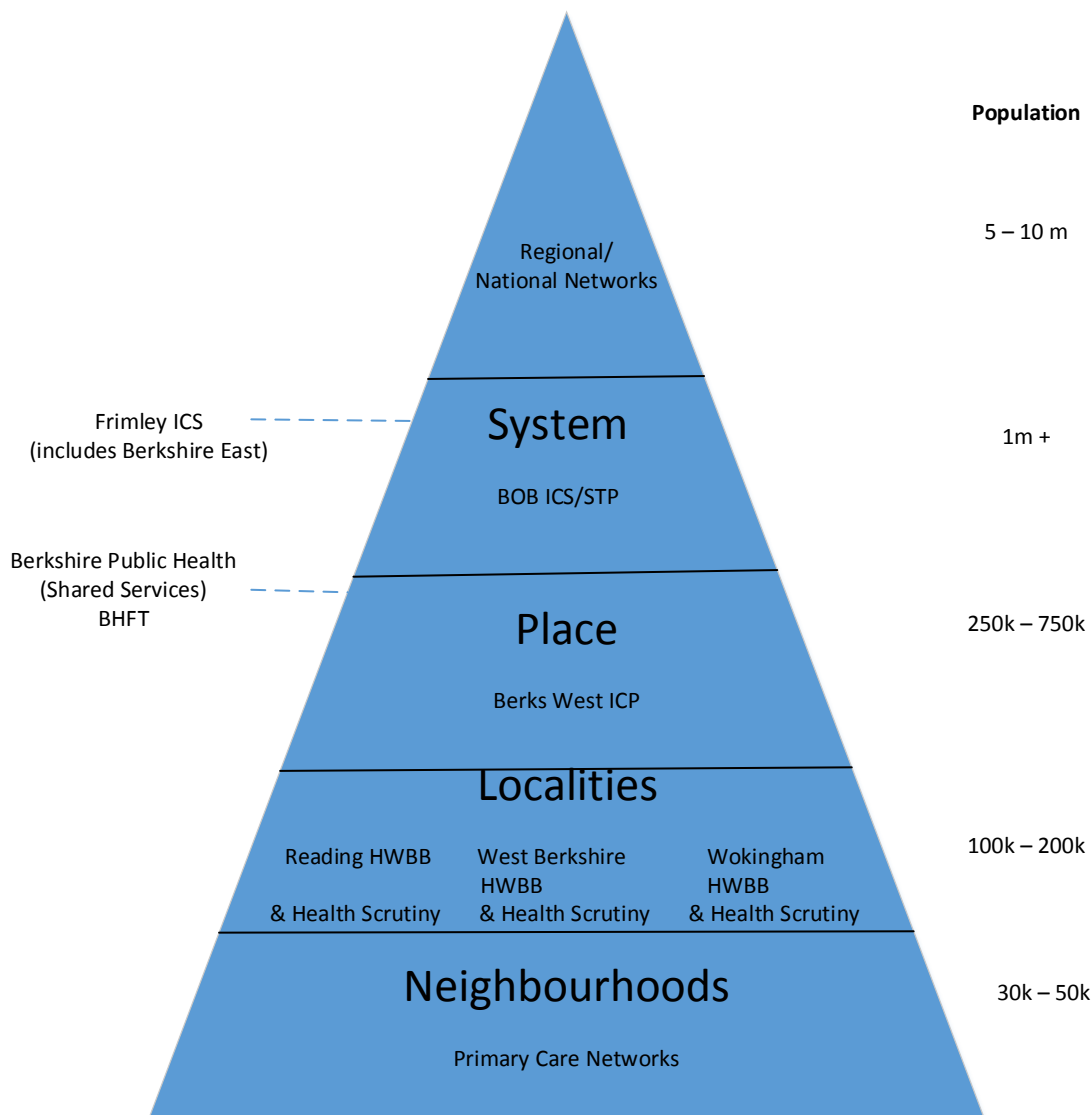 Population
5 – 10 m
Regional/
National Networks
Frimley ICS
(includes Berkshire East)
System
1m +
BOB ICS/STP
Berkshire Public Health
(Shared Services)
BHFT
Place
250k – 750k
Berks West ICP
Localities
100k – 200k
Reading HWBB
& Health Scrutiny
West Berkshire
HWBB
& Health Scrutiny
Wokingham
HWBB
& Health Scrutiny
Neighbourhoods
30k – 50k
Primary Care Networks